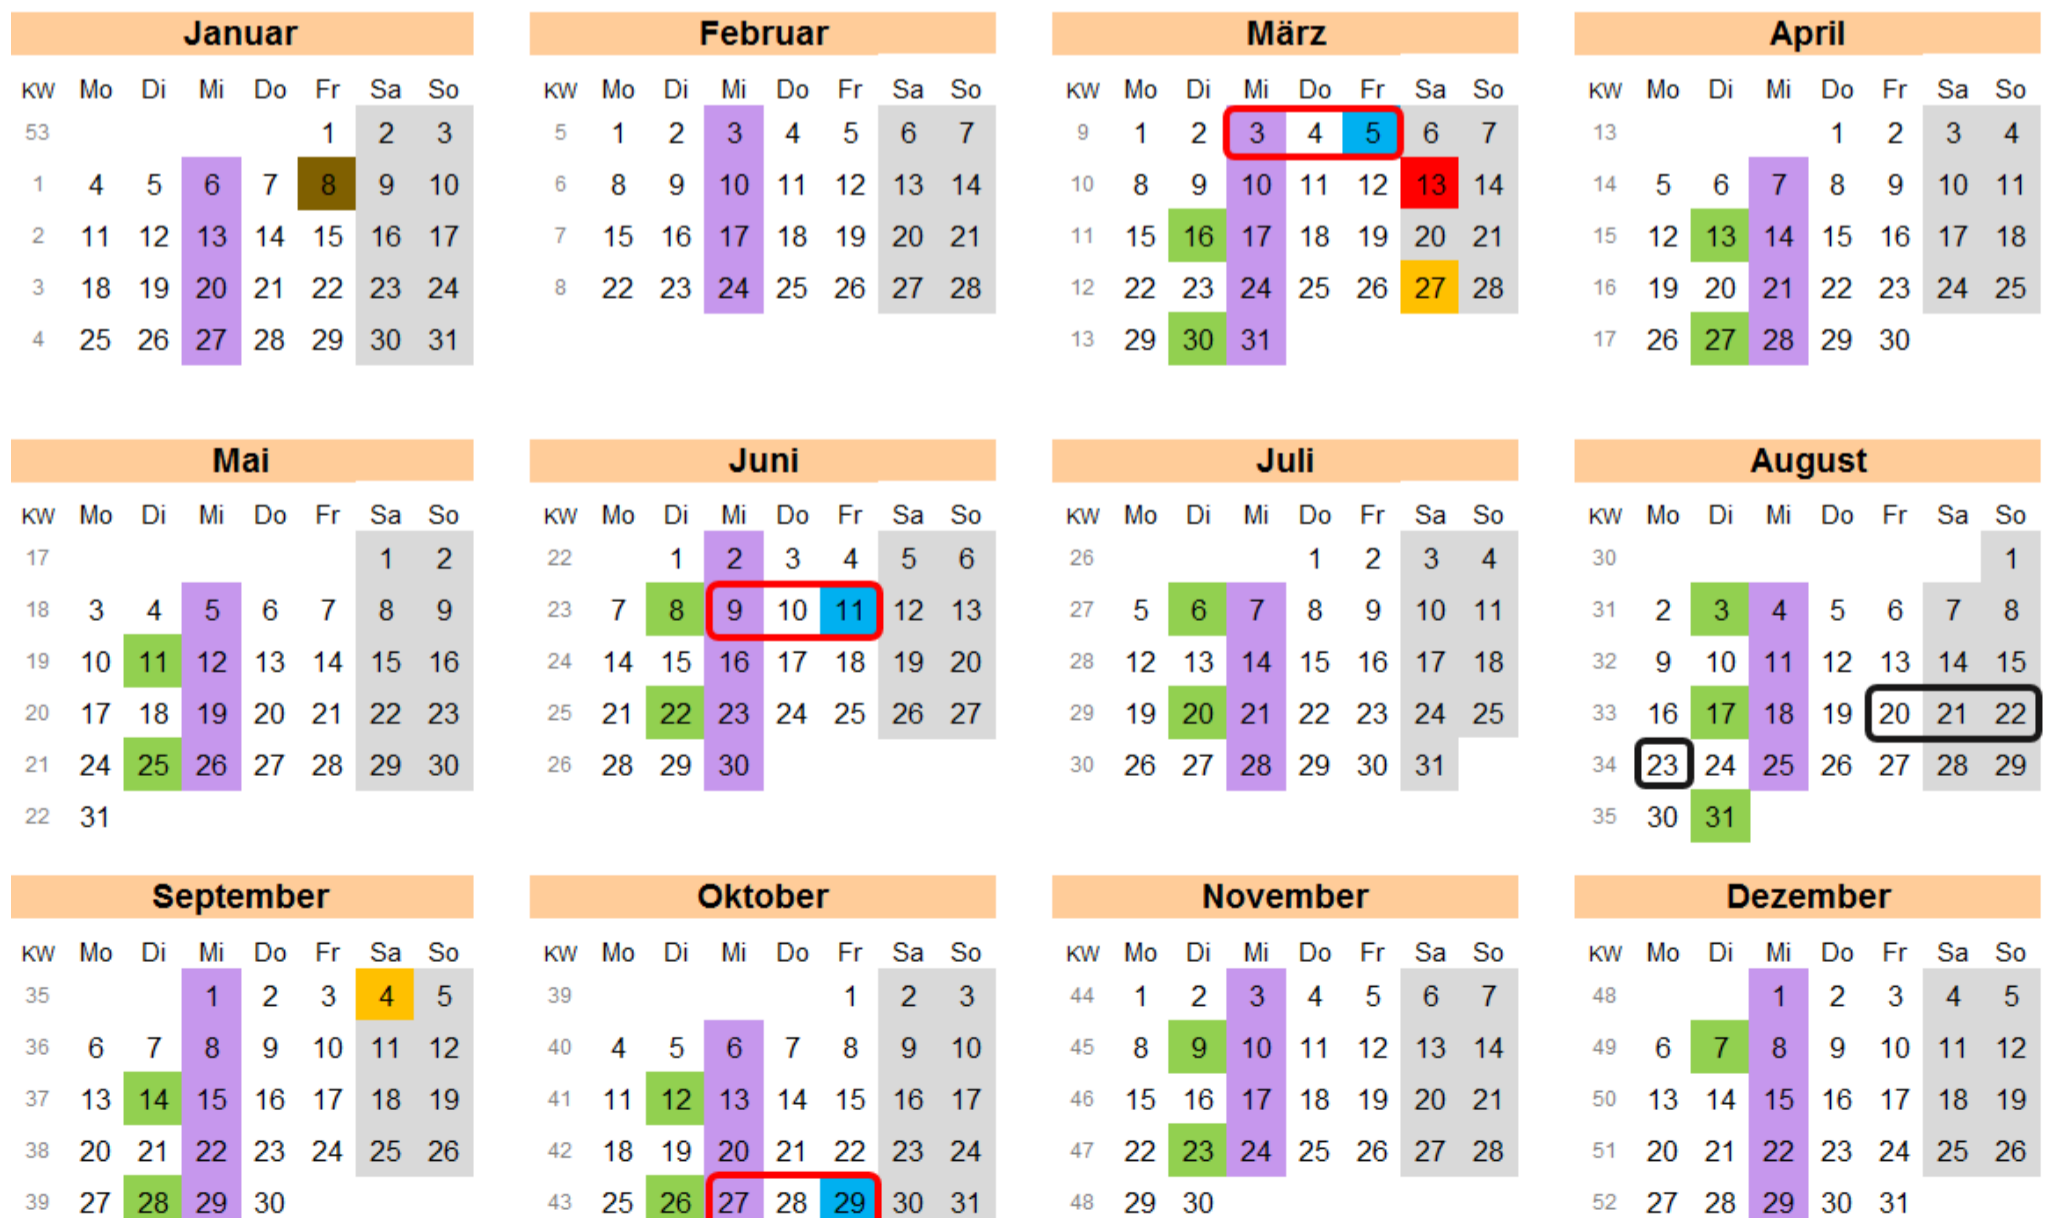 Januar
KW Mo Di Mi Do Fr Sa So
53 1 2 3
1 4 5 6 7 8 9 10
2 11 12 13 14 15 16 17
3 18 19 20 21 22 23 24
4 25 26 27 28 29 30 31
Februar
KW Mo Di Mi Do Fr Sa So
5 1 2 3 4 5 6 7
6 8 9 10 11 12 13 14
7 15 16 17 18 19 20 21
8 22 23 24 25 26 27 28
März
KW Mo Di Mi Do Fr Sa So
9 1 2 3 4 5 6 7
10 8 9 10 11 12 13 14
11 15 16 17 18 19 20 21
12 22 23 24 25 26 27 28
13 29 30 31
April
KW Mo Di Mi Do Fr Sa So
13 1 2 3 4
14 5 6 7 8 9 10 11
15 12 13 14 15 16 17 18
16 19 20 21 22 23 24 25
17 26 27 28 29 30
Mai
KW Mo Di Mi Do Fr Sa So
17 1 2
18 3 4 5 6 7 8 9
19 10 11 12 13 14 15 16
20 17 18 19 20 21 22 23
21 24 25 26 27 28 29 30
22 31
Juni
KW Mo Di Mi Do Fr Sa So
22 1 2 3 4 5 6
23 7 8 9 10 11 12 13
24 14 15 16 17 18 19 20
25 21 22 23 24 25 26 27
26 28 29 30
Juli
KW Mo Di Mi Do Fr Sa So
26 1 2 3 4
27 5 6 7 8 9 10 11
28 12 13 14 15 16 17 18
29 19 20 21 22 23 24 25
30 26 27 28 29 30 31
August
KW Mo Di Mi Do Fr Sa So
30 1
31 2 3 4 5 6 7 8
32 9 10 11 12 13 14 15
33 16 17 18 19 20 21 22
34 23 24 25 26 27 28 29
35 30 31
September
KW Mo Di Mi Do Fr Sa So
35 1 2 3 4 5
36 6 7 8 9 10 11 12
37 13 14 15 16 17 18 19
38 20 21 22 23 24 25 26
39 27 28 29 30
Oktober
KW Mo Di Mi Do Fr Sa So
39 1 2 3
40 4 5 6 7 8 9 10
41 11 12 13 14 15 16 17
42 18 19 20 21 22 23 24
43 25 26 27 28 29 30 31
November
KW Mo Di Mi Do Fr Sa So
44 1 2 3 4 5 6 7
45 8 9 10 11 12 13 14
46 15 16 17 18 19 20 21
47 22 23 24 25 26 27 28
48 29 30
Dezember
KW Mo Di Mi Do Fr Sa So
48 1 2 3 4 5
49 6 7 8 9 10 11 12
50 13 14 15 16 17 18 19
51 20 21 22 23 24 25 26
52 27 28 29 30 31